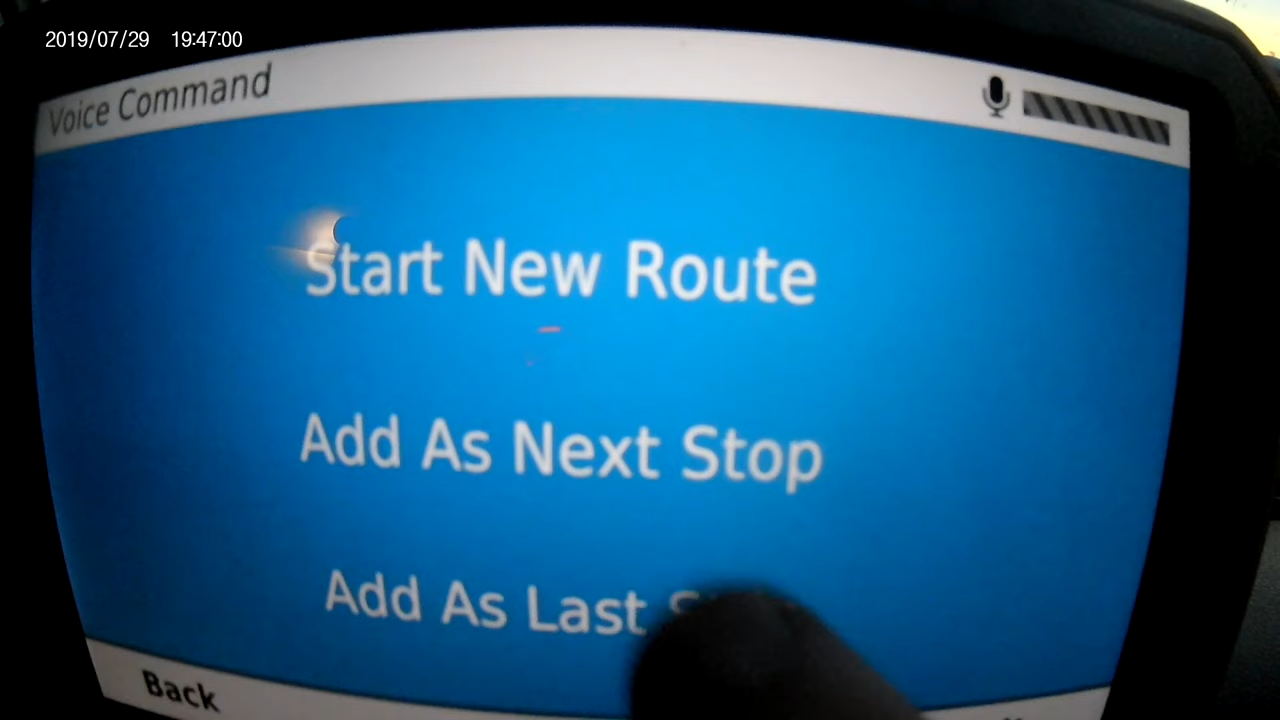 2019/07/29 19:47:00
Voice Command
Start New Route
Add As Next Stop
Add As Last
Back